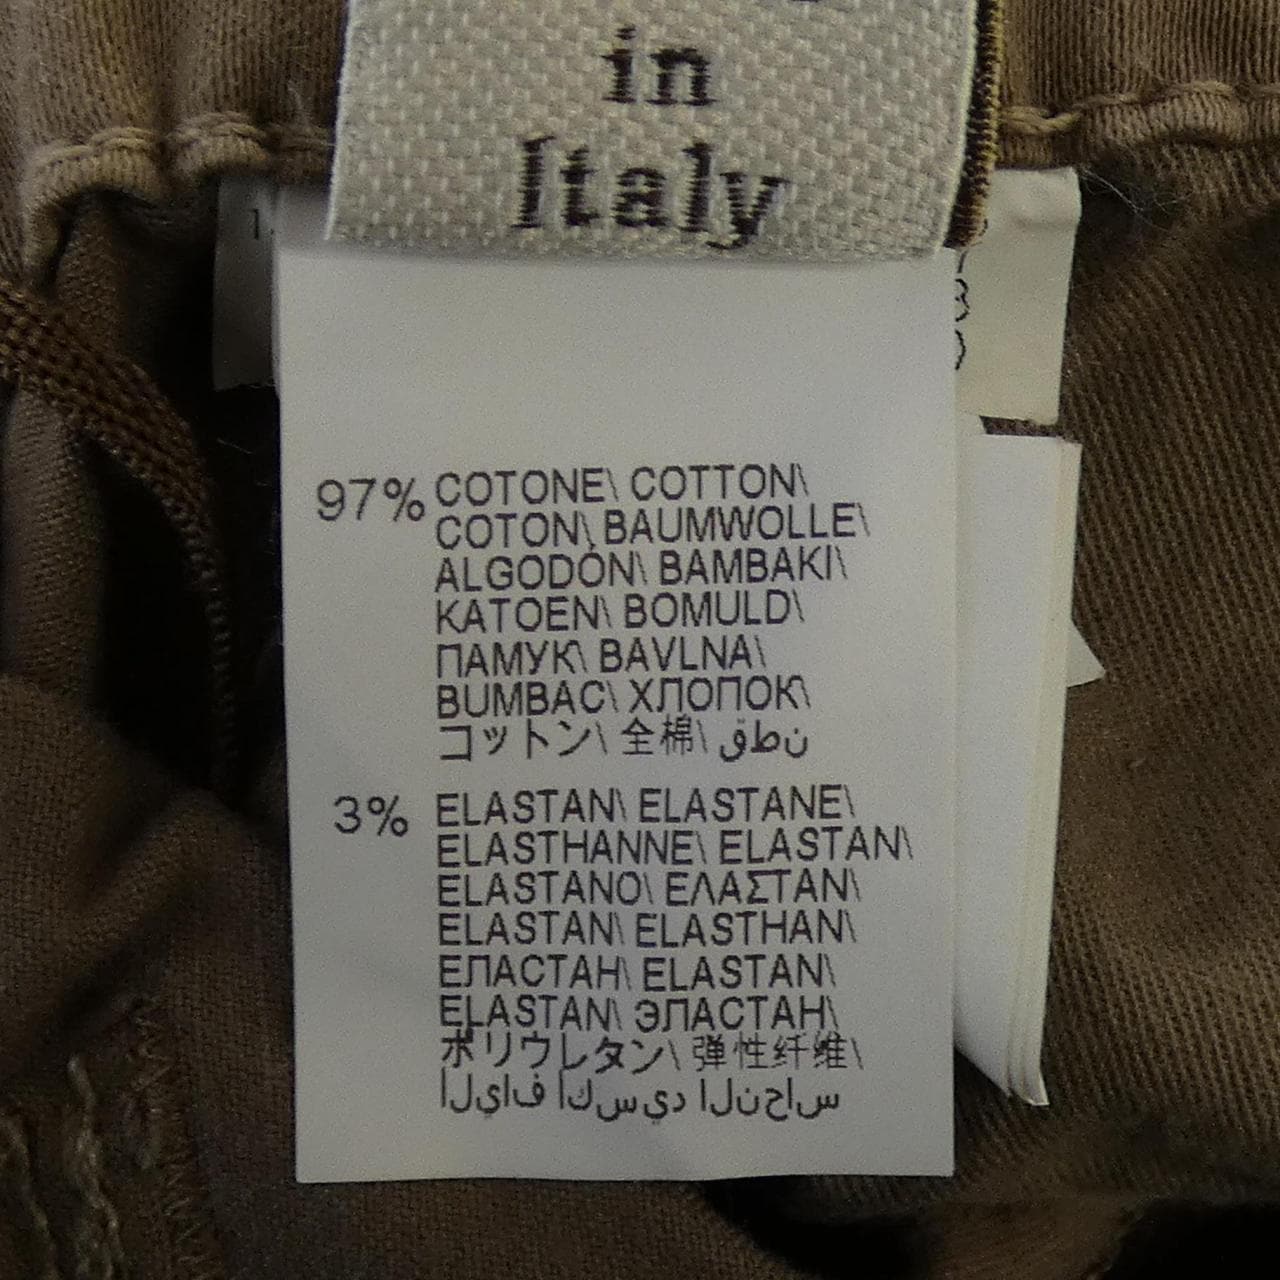 in
Italy
97% COTONE\ COTTON\
COTON\ BAUMWOLLE\
ALGODÓN\ BAMBAKI\
KATOEN\ BOMULD\
ПАМУК\ BAVLNA\
BUMBAC\ ХЛОПОК\
コットン\ 全棉\ قطن
3% ELASTAN\ ELASTANE\
ELASTHANNE\ ELASTAN\
ELASTANO\ ΕΛΑΣΤΑΝ\
ELASTAN\ ELASTHAN\
ЕЛАСТАН\ ELASTAN\
ELASTAN\ ЭЛАСТАН\
ポリウレタン\ 弹性纤维\
الياف اكسيد النحاس